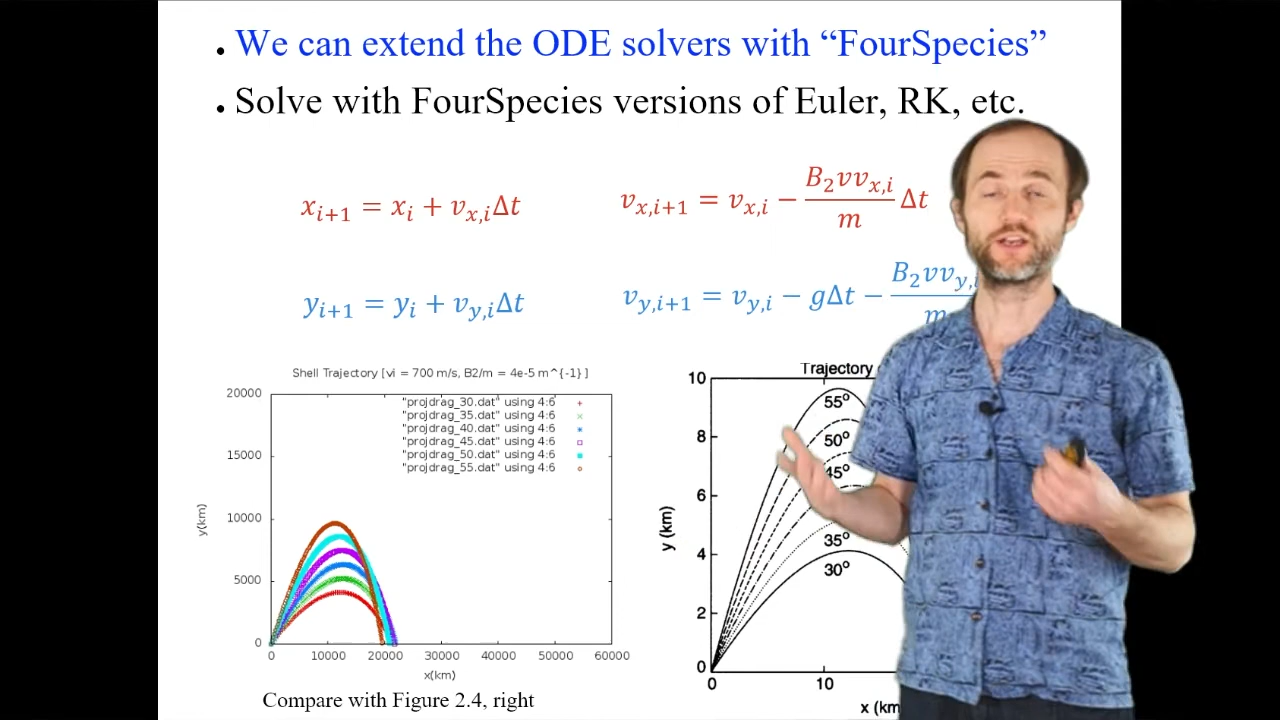 • We can extend the ODE solvers with “FourSpecies”
• Solve with FourSpecies versions of Euler, RK, etc.
x_{i+1} = x_i + v_{x,i}Δt
v_{x,i+1} = v_{x,i} − \frac{B_2vv_{x,i}}{m}Δt
y_{i+1} = y_i + v_{y,i}Δt
v_{y,i+1} = v_{y,i} − gΔt − \frac{B_2vv_{y,i}}{m}
Shell Trajectory [vi = 700 m/s, B2/m = 4e-5 m^{-1} ]
"projdrag_30.dat" using 4:6
"projdrag_35.dat" using 4:6
"projdrag_40.dat" using 4:6
"projdrag_45.dat" using 4:6
"projdrag_50.dat" using 4:6
"projdrag_55.dat" using 4:6
20000
15000
10000
5000
0
y(km)
0 10000 20000 30000 40000 50000 60000
x(km)
Compare with Figure 2.4, right
Trajectory
10
8
6
4
2
0
y (km)
55°
50°
45°
35°
30°
0 10
x (km